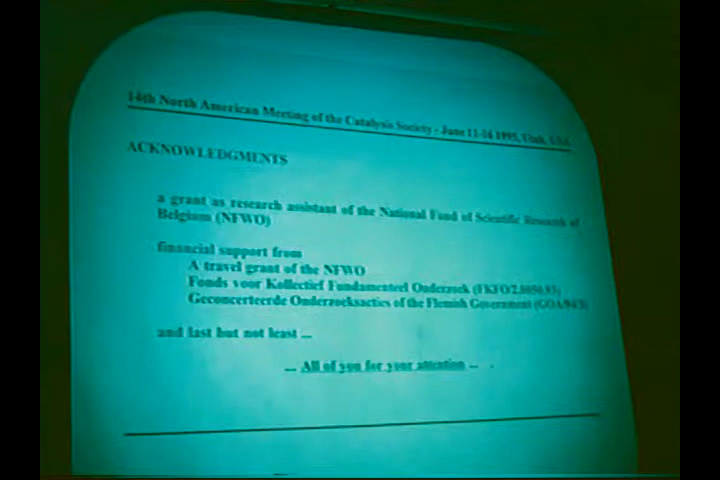 14th North American Meeting of the Catalysis Society - June 11-16 1995, Utah, USA
ACKNOWLEDGMENTS
a grant as research assistant of the National Fund of Scientific Research of
Belgium (NFWO)
financial support from
A travel grant of the NFWO
Fonds voor Kollectief Fundamenteel Onderzoek
Geconcerteerde Onderzoeksacties of the Flemish Government
and last but not least ...
... All of you for your attention ...